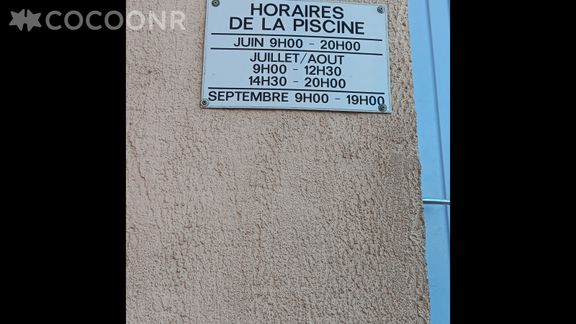 COCOONR
HORAIRES
DE LA PISCINE
JUIN 9H00 - 20H00
JUILLET/AOUT
9H00 - 12H30
14H30 - 20H00
SEPTEMBRE 9H00 - 19H00